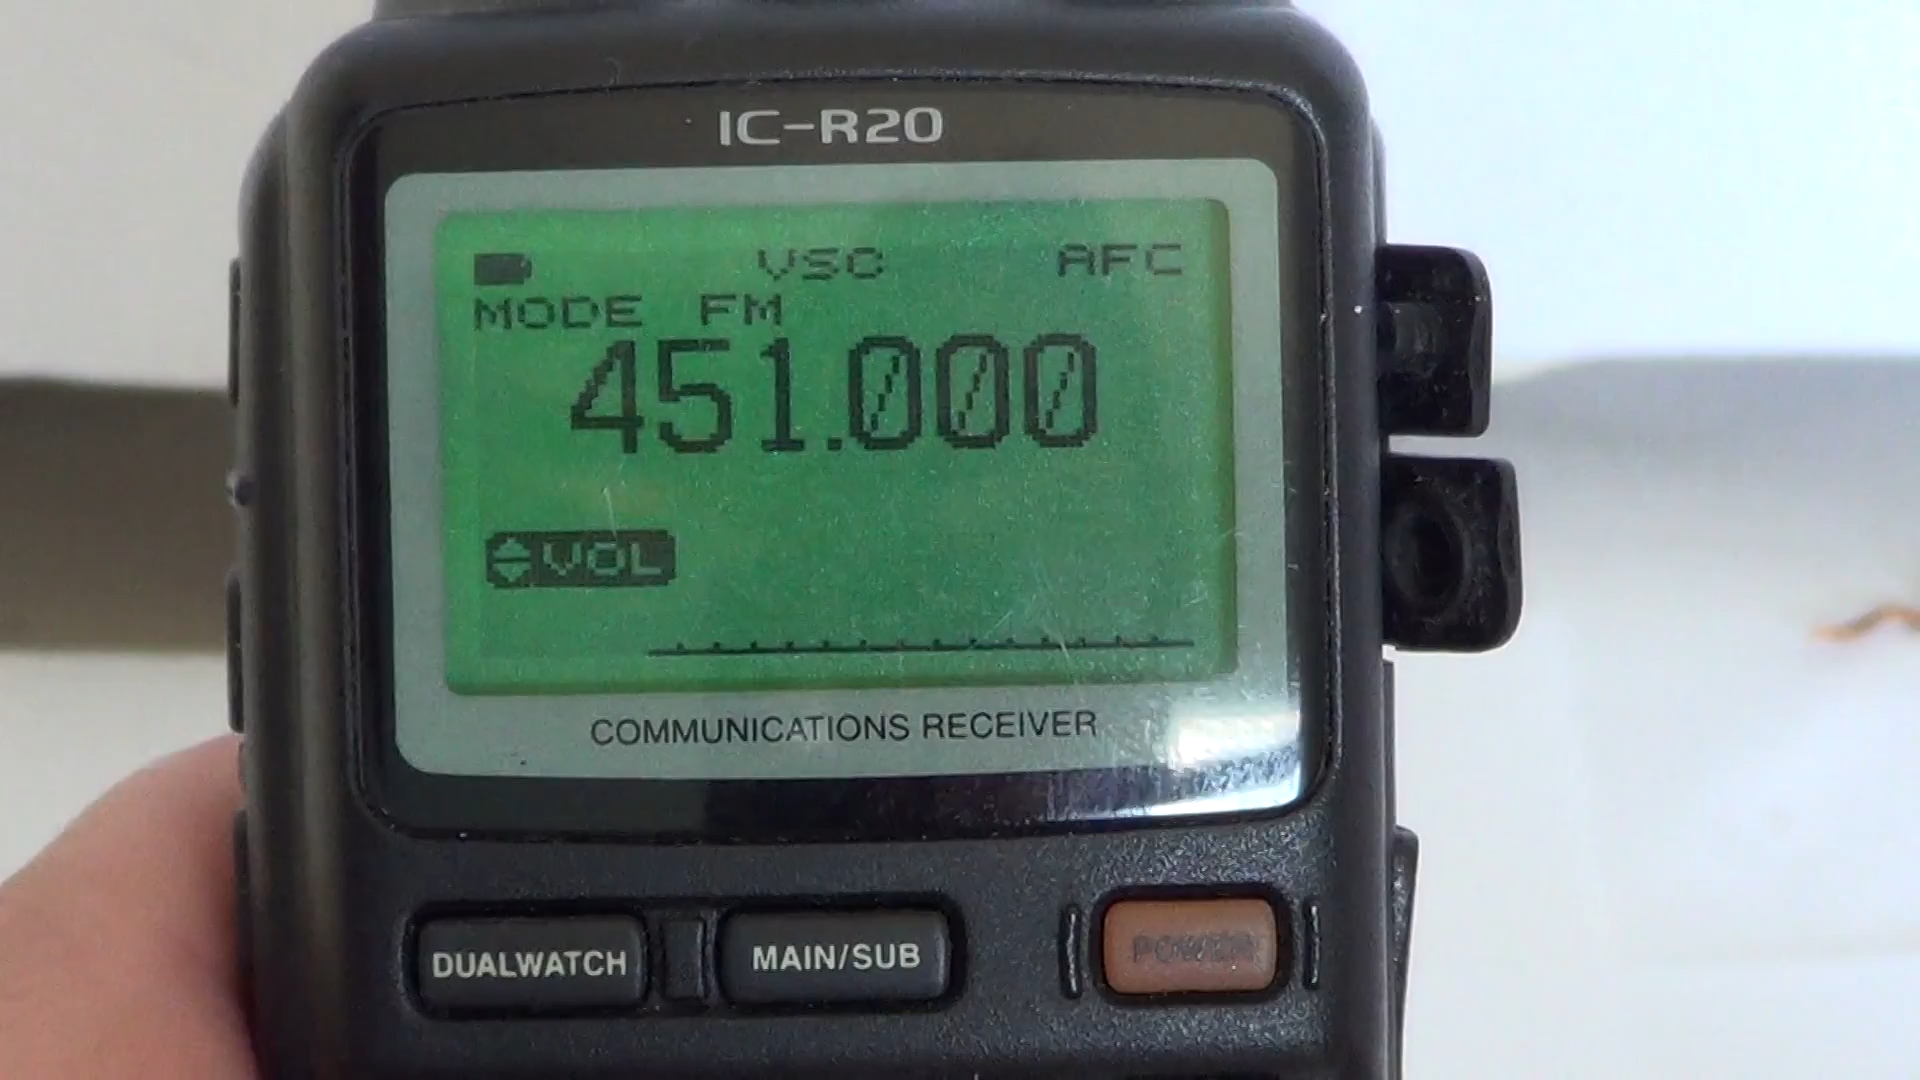 IC-R20
VSC AFC
MODE FM
451.000
VOL
COMMUNICATIONS RECEIVER
DUALWATCH MAIN/SUB POWER